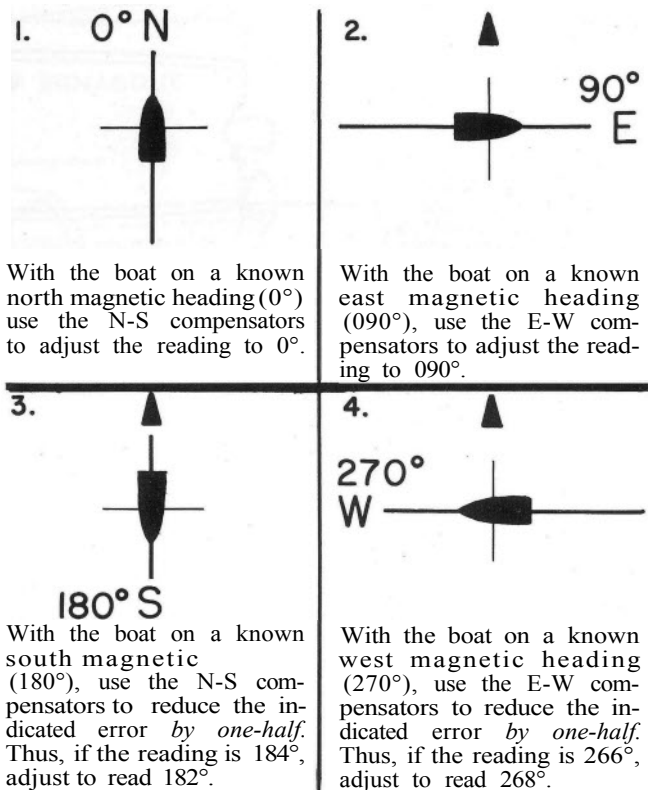 1.
0° N
With the boat on a known
north magnetic heading (0°)
use the N-S compensators
to adjust the reading to 0°.
2.
90°
E
With the boat on a known
east magnetic heading
(090°), use the E-W com-
pensators to adjust the read-
ing to 090°.
3.
180° S
With the boat on a known
south magnetic
(180°), use the N-S com-
pensators to reduce the in-
dicated error by one-half.
Thus, if the reading is 184°,
adjust to read 182°.
4.
270°
W
With the boat on a known
west magnetic heading
(270°), use the E-W com-
pensators to reduce the in-
dicated error by one-half.
Thus, if the reading is 266°,
adjust to read 268°.